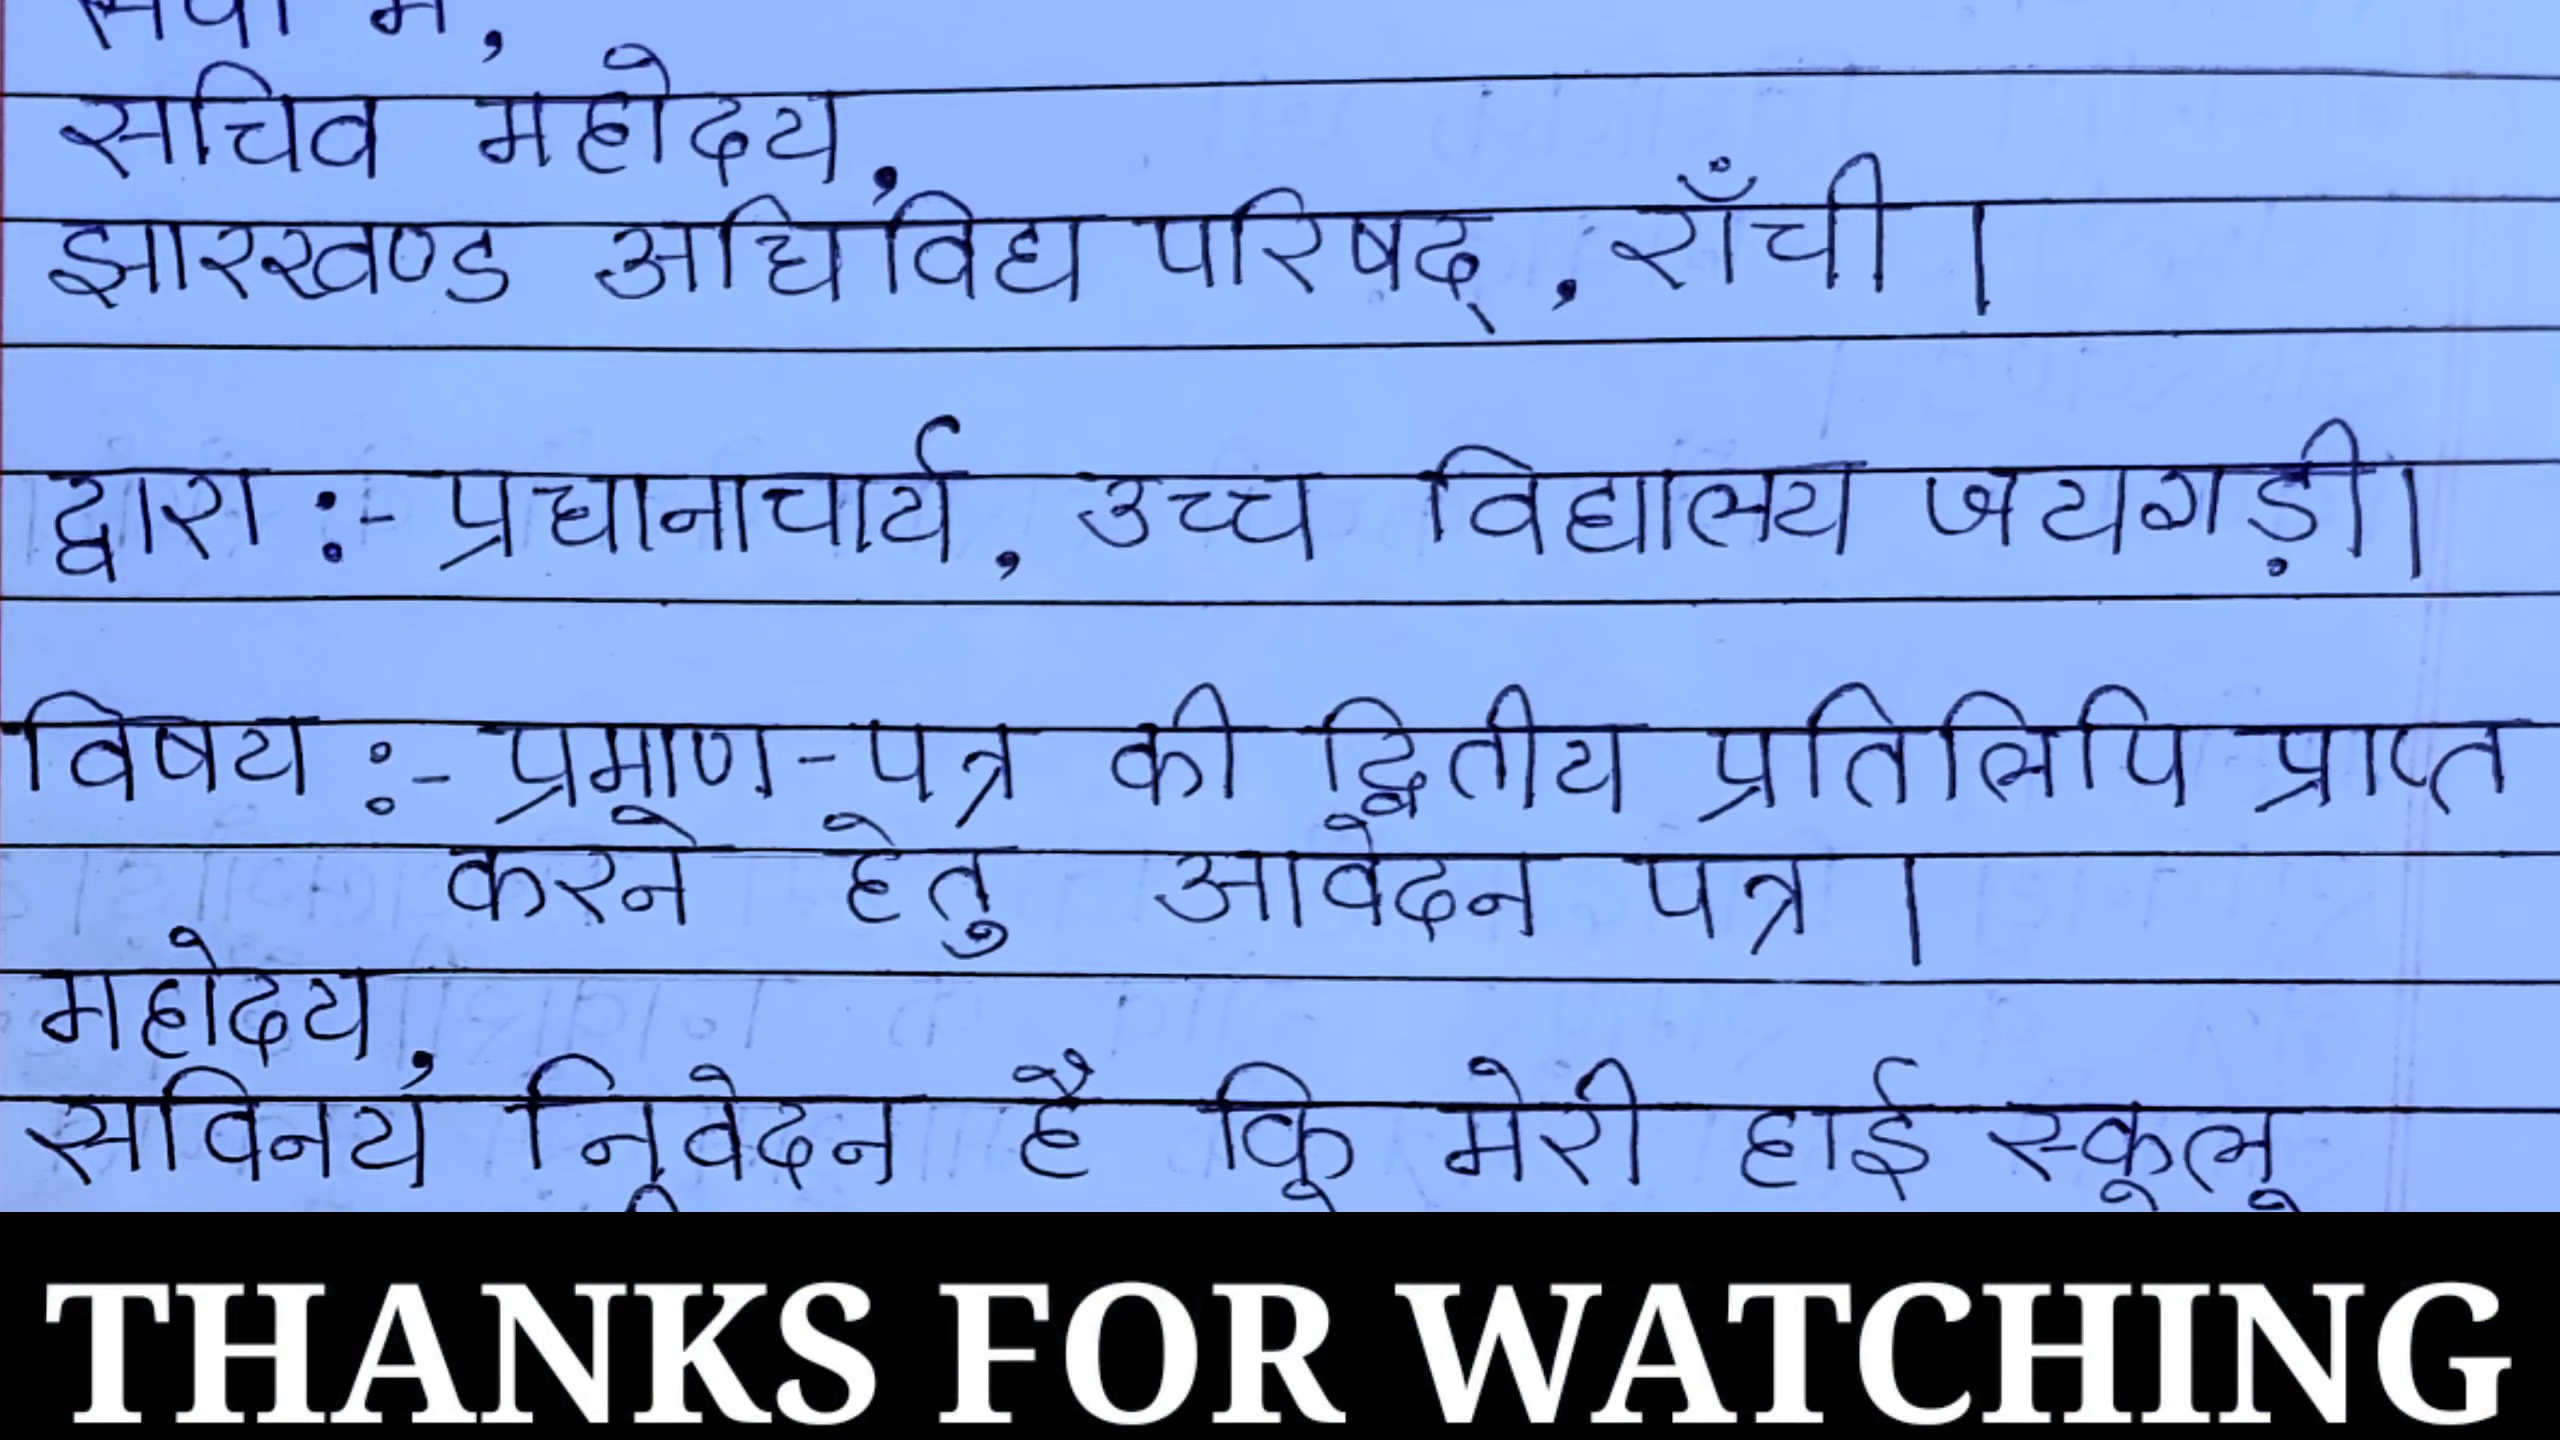 सेवा में,
सचिव महोदय,
झारखण्ड अधिविद्य परिषद्, राँची।
द्वारा :- प्रधानाचार्य, उच्च विद्यालय जयगड़ी।
विषय :- प्रमाण-पत्र की द्वितीय प्रतिलिपि प्राप्त
करने हेतु आवेदन पत्र।
महोदय,
सविनय निवेदन है कि मेरी हाई स्कूल
THANKS FOR WATCHING